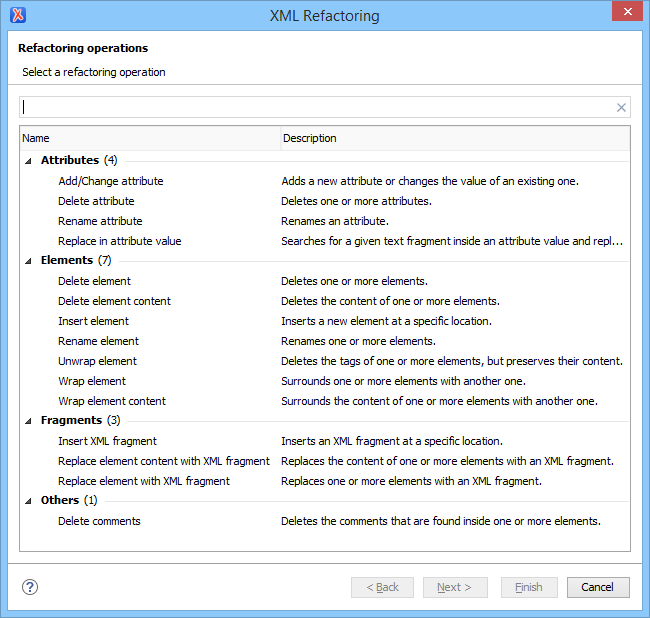 XML Refactoring
Refactoring operations
Select a refactoring operation
Name Description
Attributes (4)
Add/Change attribute Adds a new attribute or changes the value of an existing one.
Delete attribute Deletes one or more attributes.
Rename attribute Renames an attribute.
Replace in attribute value Searches for a given text fragment inside an attribute value and repl...
Elements (7)
Delete element Deletes one or more elements.
Delete element content Deletes the content of one or more elements.
Insert element Inserts a new element at a specific location.
Rename element Renames one or more elements.
Unwrap element Deletes the tags of one or more elements, but preserves their content.
Wrap element Surrounds one or more elements with another one.
Wrap element content Surrounds the content of one or more elements with another one.
Fragments (3)
Insert XML fragment Inserts an XML fragment at a specific location.
Replace element content with XML fragment Replaces the content of one or more elements with an XML fragment.
Replace element with XML fragment Replaces one or more elements with an XML fragment.
Others (1)
Delete comments Deletes the comments that are found inside one or more elements.
? < Back Next > Finish Cancel